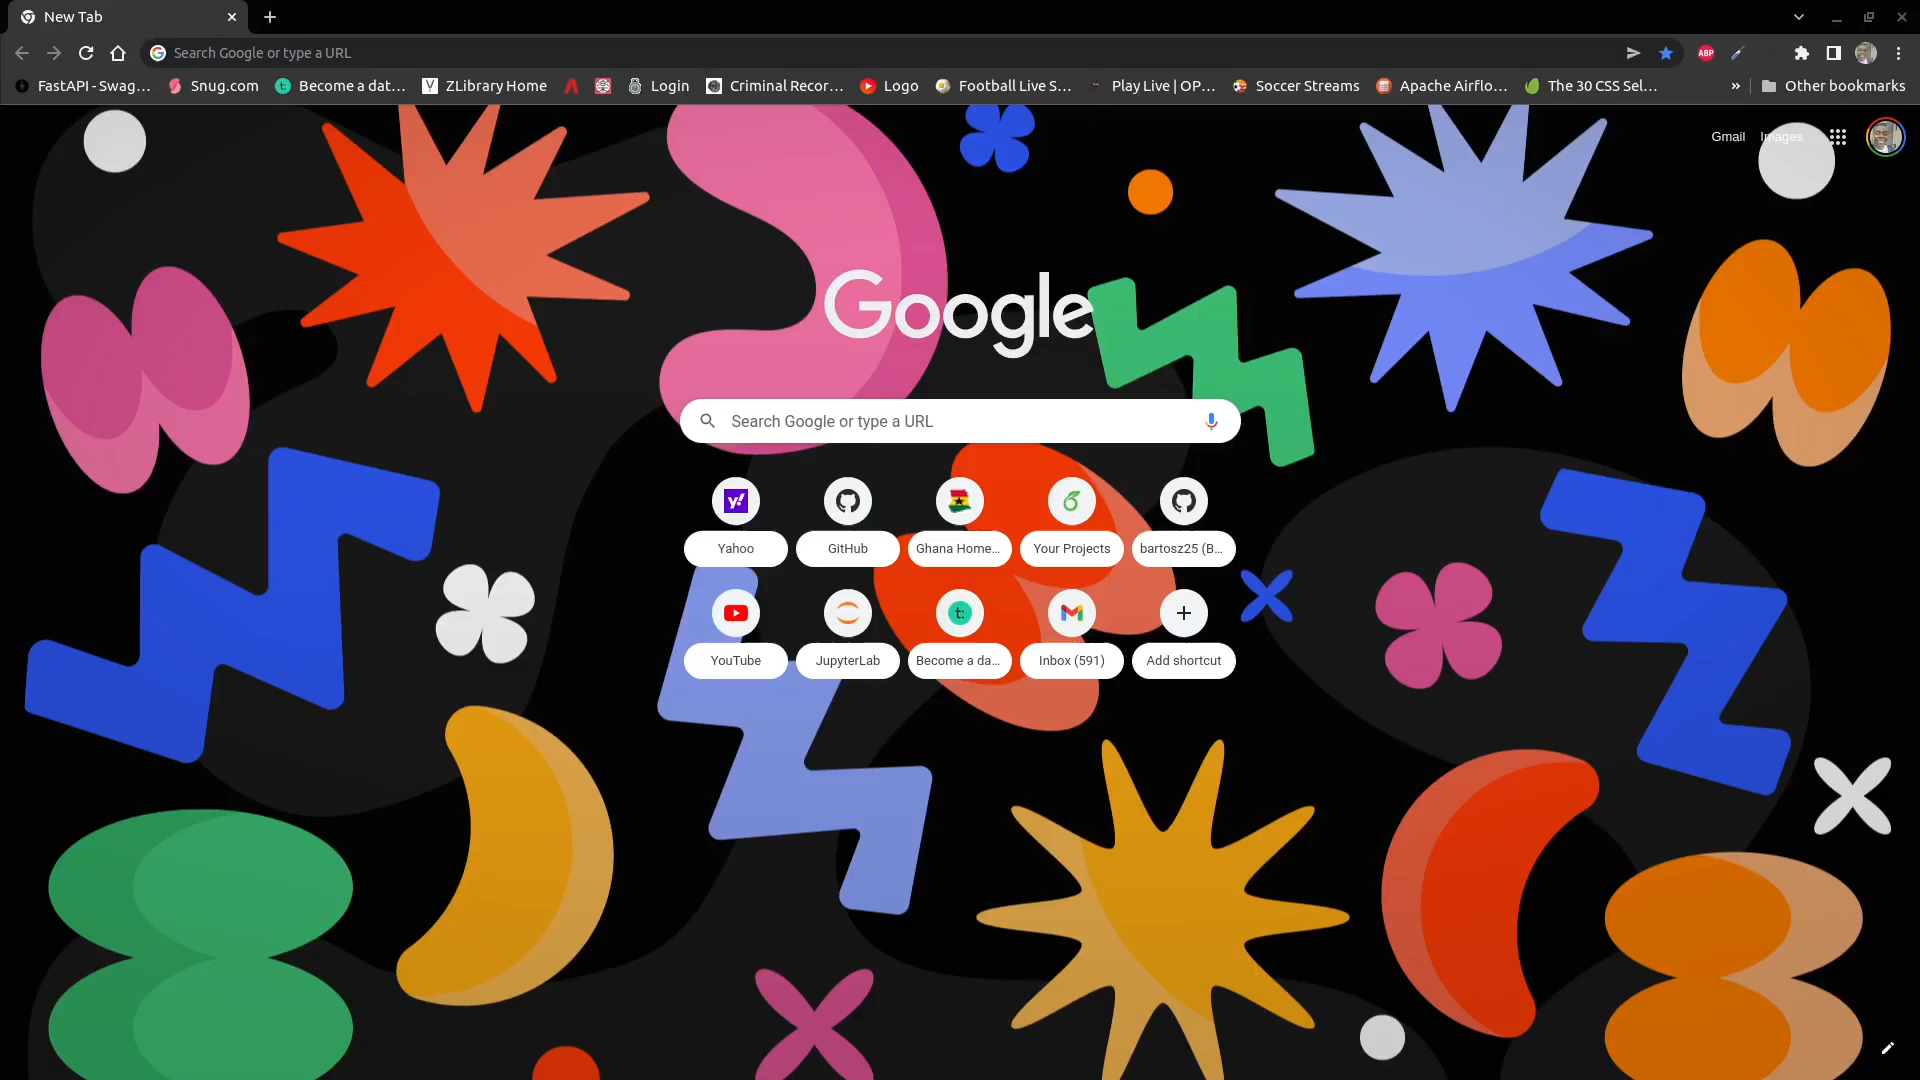 New Tab
Search Google or type a URL
ABP
FastAPI - Swag... Snug.com Become a dat... ZLibrary Home Login Criminal Recor... Logo Football Live S... Play Live | OP... Soccer Streams Apache Airflo... The 30 CSS Sel... » Other bookmarks
Gmail Images
Google
Search Google or type a URL
Yahoo GitHub Ghana Home... Your Projects bartosz25 (B...
YouTube JupyterLab Become a da... Inbox (591) Add shortcut